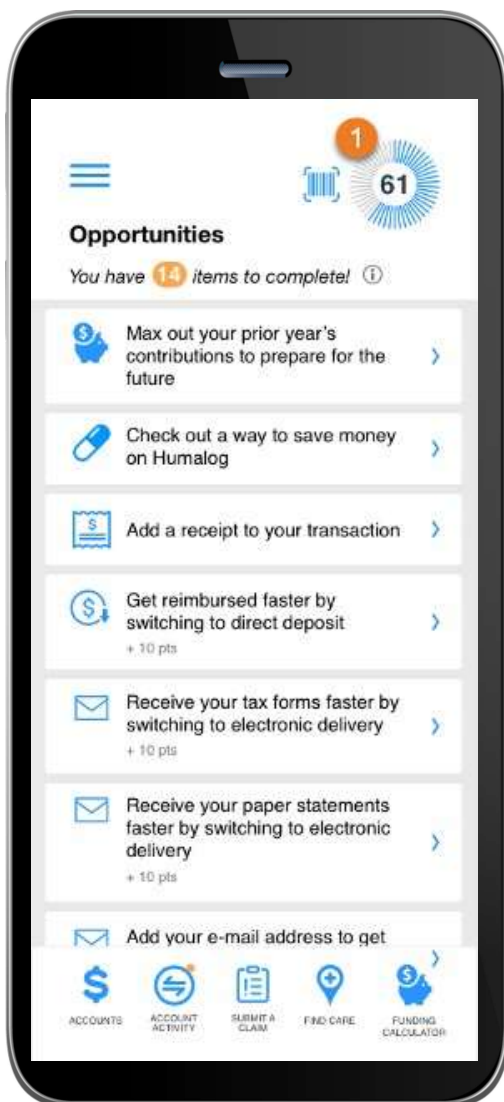 1
61
Opportunities
You have 14 items to complete!
Max out your prior year's
contributions to prepare for the
future
Check out a way to save money
on Humalog
$
Add a receipt to your transaction
Get reimbursed faster by
switching to direct deposit
+ 10 pts
Receive your tax forms faster by
switching to electronic delivery
+ 10 pts
Receive your paper statements
faster by switching to electronic
delivery
+ 10 pts
Add your e-mail address to get
ACCOUNTS
ACCOUNT
ACTIVITY
SUBMIT A
CLAIM
FIND CARE
FUNDING
CALCULATOR